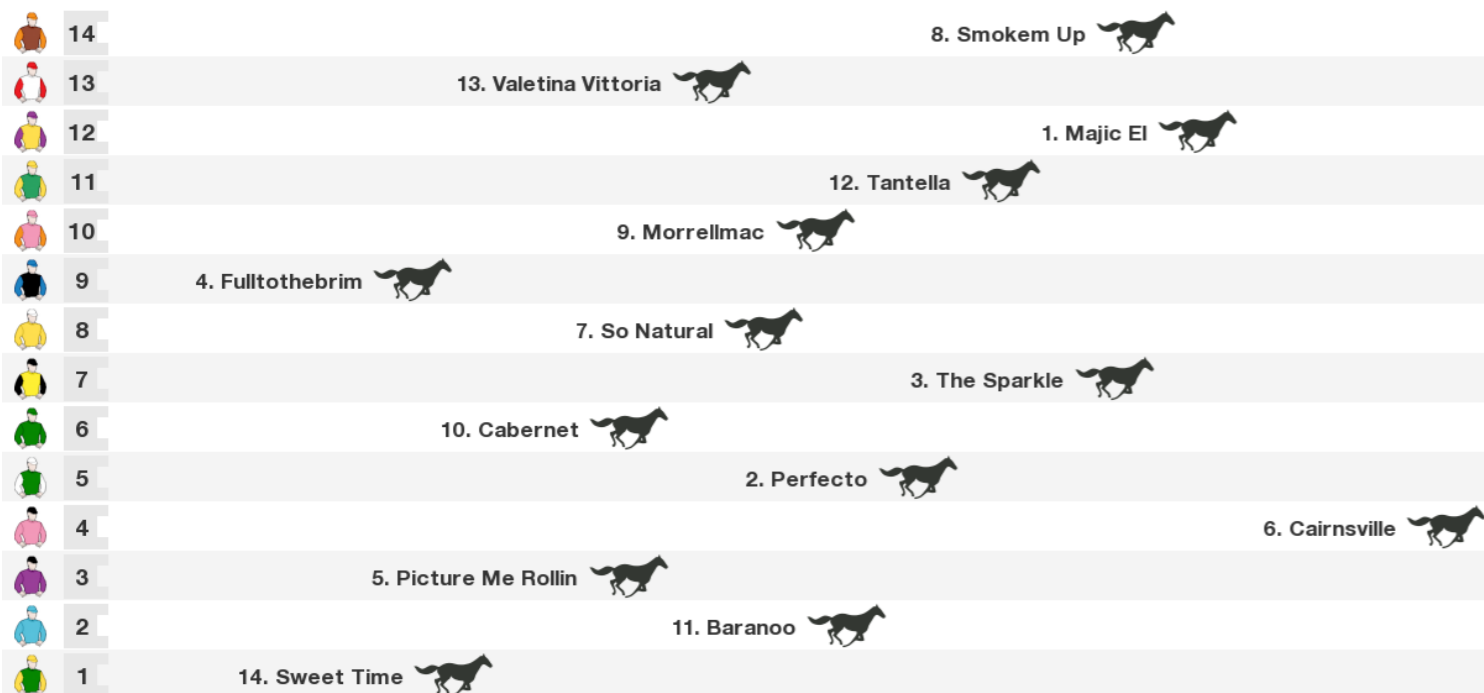 14 8. Smokem Up
13 13. Valetina Vittoria
12 1. Majic El
11 12. Tantella
10 9. Morrellmac
9 4. Fulltothebrim
8 7. So Natural
7 3. The Sparkle
6 10. Cabernet
5 2. Perfecto
4 6. Cairnsville
3 5. Picture Me Rollin
2 11. Baranoo
1 14. Sweet Time